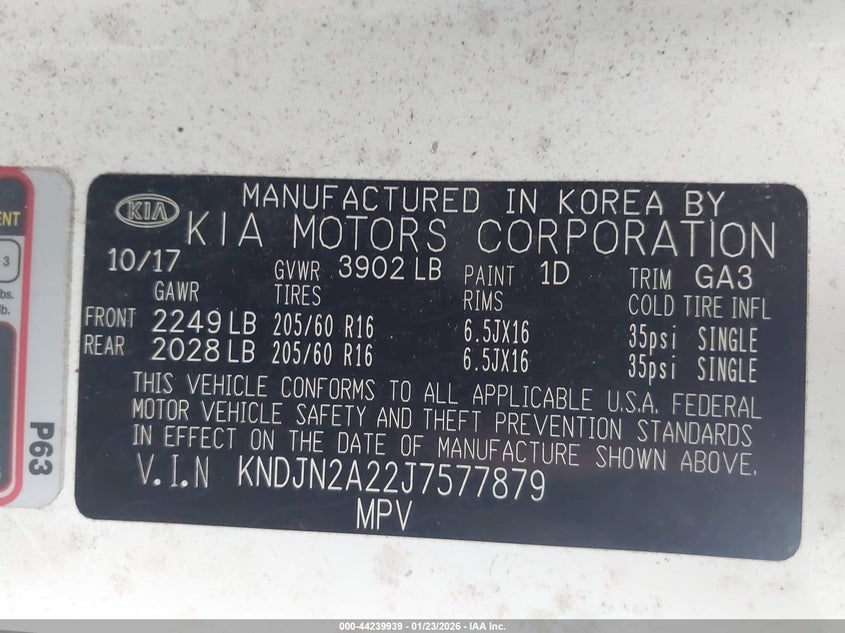 MANUFACTURED IN KOREA BY
KIA KIA MOTORS CORPORATION
10/17 GVWR 3902 LB PAINT 1D TRIM GA3
GAWR TIRES RIMS COLD TIRE INFL
FRONT 2249 LB 205/60 R16 6.5JX16 35psi SINGLE
REAR 2028 LB 205/60 R16 6.5JX16 35psi SINGLE
THIS VEHICLE CONFORMS TO ALL APPLICABLE U.S.A. FEDERAL
MOTOR VEHICLE SAFETY AND THEFT PREVENTION STANDARDS
IN EFFECT ON THE DATE OF MANUFACTURE SHOWN ABOVE.
V.I.N KNDJN2A22J7577879
MPV
3
lb.
P63
000-44239939 - 01/23/2026 - IAA Inc.